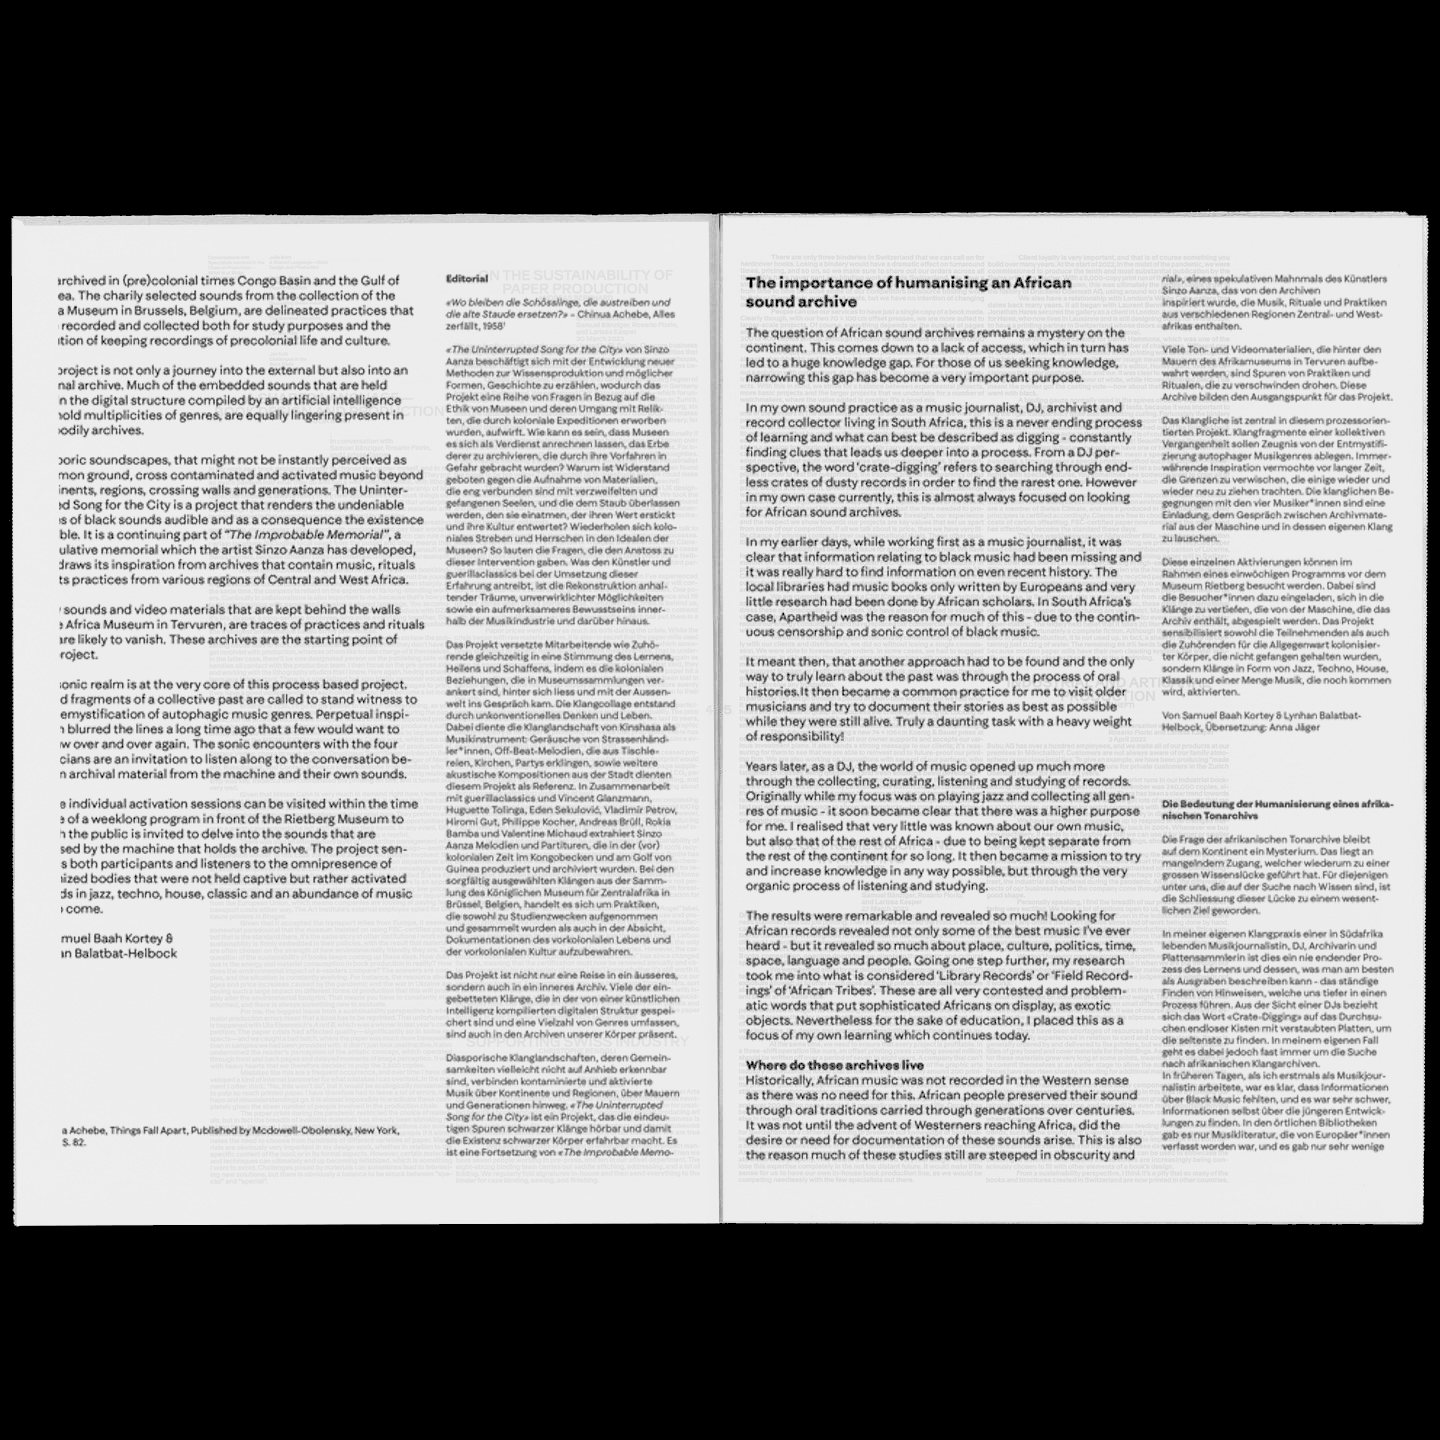 archived in (pre)colonial times Congo Basin and the Gulf of
ea. The charily selected sounds from the collection of the
a Museum in Brussels, Belgium, are delineated practices that
recorded and collected both for study purposes and the
tion of keeping recordings of precolonial life and culture.
project is not only a journey into the external but also into an
nal archive. Much of the embedded sounds that are held
n the digital structure compiled by an artificial intelligence
hold multiplicities of genres, are equally lingering present in
bodily archives.
poric soundscapes, that might not be instantly perceived as
mon ground, cross contaminated and activated music beyond
inents, regions, crossing walls and generations. The Uninter-
ed Song for the City is a project that renders the undeniable
s of black sounds audible and as a consequence the existence
ble. It is a continuing part of “The Improbable Memorial”, a
ulative memorial which the artist Sinzo Aanza has developed,
draws its inspiration from archives that contain music, rituals
ts practices from various regions of Central and West Africa.
sounds and video materials that are kept behind the walls
e Africa Museum in Tervuren, are traces of practices and rituals
are likely to vanish. These archives are the starting point of
roject.
sonic realm is at the very core of this process based project.
d fragments of a collective past are called to stand witness to
emystification of autophagic music genres. Perpetual inspi-
n blurred the lines a long time ago that a few would want to
w over and over again. The sonic encounters with the four
cians are an invitation to listen along to the conversation be-
n archival material from the machine and their own sounds.
e individual activation sessions can be visited within the time
e of a weeklong program in front of the Rietberg Museum to
h the public is invited to delve into the sounds that are
sed by the machine that holds the archive. The project sen-
s both participants and listeners to the omnipresence of
ized bodies that were not held captive but rather activated
ds in jazz, techno, house, classic and an abundance of music
come.
muel Baah Kortey &
an Balatbat-Helbock
a Achebe, Things Fall Apart, Published by Mcdowell-Obolensky, New York,
S. 82.
Editorial
«Wo bleiben die Schösslinge, die austreiben und
die alte Staude ersetzen?» – Chinua Achebe, Alles
zerfällt, 1958¹
«The Uninterrupted Song for the City» von Sinzo
Aanza beschäftigt sich mit der Entwicklung neuer
Methoden zur Wissensproduktion und möglicher
Formen, Geschichte zu erzählen, wodurch das
Projekt eine Reihe von Fragen in Bezug auf die
Ethik von Museen und deren Umgang mit Relik-
ten, die durch koloniale Expeditionen erworben
wurden, aufwirft. Wie kann es sein, dass Museen
es sich als Verdienst anrechnen lassen, das Erbe
derer zu archivieren, die durch ihre Vorfahren in
Gefahr gebracht wurden? Warum ist Widerstand
geboten gegen die Aufnahme von Materialien,
die eng verbunden sind mit verzweifelten und
gefangenen Seelen, und die dem Staub überlassen
werden, den sie einatmen, der ihren Wert erstickt
und ihre Kultur entwertet? Wiederholen sich kolo-
niales Streben und Herrschen in den Idealen der
Museen? So lauten die Fragen, die den Anstoss zu
dieser Intervention gaben. Was den Künstler und
guerillaclassics bei der Umsetzung dieser
Erfahrung antreibt, ist die Rekonstruktion anhal-
tender Träume, unverwirklichter Möglichkeiten
sowie ein aufmerksameres Bewusstseins inner-
halb der Musikindustrie und darüber hinaus.
Das Projekt versetzte Mitarbeitende wie Zuhö-
rende gleichzeitig in eine Stimmung des Lernens,
Heilens und Schaffens, indem es die kolonialen
Beziehungen, die in Museumssammlungen ver-
ankert sind, hinter sich liess und mit der Aussen-
welt ins Gespräch kam. Die Klangcollage entstand
durch unkonventionelles Denken und Leben.
Dabei diente die Klanglandschaft von Kinshasa als
Musikinstrument: Geräusche von Strassenhänd-
ler*innen, Off-Beat-Melodien, die aus Tischle-
reien, Kirchen, Partys erklingen, sowie weitere
akustische Kompositionen aus der Stadt dienten
diesem Projekt als Referenz. In Zusammenarbeit
mit guerillaclassics und Vincent Glanzmann,
Huguette Tolinga, Eden Sekulović, Vladimir Petrov,
Hiromi Gut, Philippe Kocher, Andreas Brüll, Rokia
Bamba und Valentine Michaud extrahiert Sinzo
Aanza Melodien und Partituren, die in der (vor)
kolonialen Zeit im Kongobecken und am Golf von
Guinea produziert und archiviert wurden. Bei den
sorgfältig ausgewählten Klängen aus der Samm-
lung des Königlichen Museum für Zentralafrika in
Brüssel, Belgien, handelt es sich um Praktiken,
die sowohl zu Studienzwecken aufgenommen
und gesammelt wurden als auch in der Absicht,
Dokumentationen des vorkolonialen Lebens und
der vorkolonialen Kultur aufzubewahren.
Das Projekt ist nicht nur eine Reise in ein äusseres,
sondern auch in ein inneres Archiv. Viele der ein-
gebetteten Klänge, die in der von einer künstlichen
Intelligenz kompilierten digitalen Struktur gespei-
chert sind und eine Vielzahl von Genres umfassen,
sind auch in den Archiven unserer Körper präsent.
Diasporische Klanglandschaften, deren Gemein-
samkeiten vielleicht nicht auf Anhieb erkennbar
sind, verbinden kontaminierte und aktivierte
Musik über Kontinente und Regionen, über Mauern
und Generationen hinweg. «The Uninterrupted
Song for the City» ist ein Projekt, das die eindeu-
tigen Spuren schwarzer Klänge hörbar und damit
die Existenz schwarzer Körper erfahrbar macht. Es
ist eine Fortsetzung von «The Improbable Memo-
The importance of humanising an African
sound archive
The question of African sound archives remains a mystery on the
continent. This comes down to a lack of access, which in turn has
led to a huge knowledge gap. For those of us seeking knowledge,
narrowing this gap has become a very important purpose.
In my own sound practice as a music journalist, DJ, archivist and
record collector living in South Africa, this is a never ending process
of learning and what can best be described as digging - constantly
finding clues that leads us deeper into a process. From a DJ per-
spective, the word ‘crate-digging’ refers to searching through end-
less crates of dusty records in order to find the rarest one. However
in my own case currently, this is almost always focused on looking
for African sound archives.
In my earlier days, while working first as a music journalist, it was
clear that information relating to black music had been missing and
it was really hard to find information on even recent history. The
local libraries had music books only written by Europeans and very
little research had been done by African scholars. In South Africa’s
case, Apartheid was the reason for much of this - due to the contin-
uous censorship and sonic control of black music.
It meant then, that another approach had to be found and the only
way to truly learn about the past was through the process of oral
histories.It then became a common practice for me to visit older
musicians and try to document their stories as best as possible
while they were still alive. Truly a daunting task with a heavy weight
of responsibility!
Years later, as a DJ, the world of music opened up much more
through the collecting, curating, listening and studying of records.
Originally while my focus was on playing jazz and collecting all gen-
res of music - it soon became clear that there was a higher purpose
for me. I realised that very little was known about our own music,
but also that of the rest of Africa - due to being kept separate from
the rest of the continent for so long. It then became a mission to try
and increase knowledge in any way possible, but through the very
organic process of listening and studying.
The results were remarkable and revealed so much! Looking for
African records revealed not only some of the best music I’ve ever
heard - but it revealed so much about place, culture, politics, time,
space, language and people. Going one step further, my research
took me into what is considered ‘Library Records’ or ‘Field Record-
ings’ of ‘African Tribes’. These are all very contested and problem-
atic words that put sophisticated Africans on display, as exotic
objects. Nevertheless for the sake of education, I placed this as a
focus of my own learning which continues today.
Where do these archives live
Historically, African music was not recorded in the Western sense
as there was no need for this. African people preserved their sound
through oral traditions carried through generations over centuries.
It was not until the advent of Westerners reaching Africa, did the
desire or need for documentation of these sounds arise. This is also
the reason much of these studies still are steeped in obscurity and
rial», eines spekulativen Mahnmals des Künstlers
Sinzo Aanza, das von den Archiven
inspiriert wurde, die Musik, Rituale und Praktiken
aus verschiedenen Regionen Zentral- und West-
afrikas enthalten.
Viele Ton- und Videomaterialien, die hinter den
Mauern des Afrikamuseums in Tervuren aufbe-
wahrt werden, sind Spuren von Praktiken und
Ritualen, die zu verschwinden drohen. Diese
Archive bilden den Ausgangspunkt für das Projekt.
Das Klangliche ist zentral in diesem prozessorien-
tierten Projekt. Klangfragmente einer kollektiven
Vergangenheit sollen Zeugnis von der Entmystifi-
zierung autophager Musikgenres ablegen. Immer-
währende Inspiration vermochte vor langer Zeit,
die Grenzen zu verwischen, die einige wieder und
wieder neu zu ziehen trachten. Die klanglichen Be-
gegnungen mit den vier Musiker*innen sind eine
Einladung, dem Gespräch zwischen Archivmate-
rial aus der Maschine und in dessen eigenen Klang
zu lauschen.
Diese einzelnen Aktivierungen können im
Rahmen eines einwöchigen Programms vor dem
Museum Rietberg besucht werden. Dabei sind
die Besucher*innen dazu eingeladen, sich in die
Klänge zu vertiefen, die von der Maschine, die das
Archiv enthält, abgespielt werden. Das Projekt
sensibilisiert sowohl die Teilnehmenden als auch
die Zuhörenden für die Allgegenwart kolonisier-
ter Körper, die nicht gefangen gehalten wurden,
sondern Klänge in Form von Jazz, Techno, House,
Klassik und einer Menge Musik, die noch kommen
wird, aktivierten.
Von Samuel Baah Kortey & Lynhan Balatbat-
Helbock, Übersetzung: Anna Jäger
Die Bedeutung der Humanisierung eines afrika-
nischen Tonarchivs
Die Frage der afrikanischen Tonarchive bleibt
auf dem Kontinent ein Mysterium. Das liegt an
mangelndem Zugang, welcher wiederum zu einer
grossen Wissenslücke geführt hat. Für diejenigen
unter uns, die auf der Suche nach Wissen sind, ist
die Schliessung dieser Lücke zu einem wesent-
lichen Ziel geworden.
In meiner eigenen Klangpraxis einer in Südafrika
lebenden Musikjournalistin, DJ, Archivarin und
Plattensammlerin ist dies ein nie endender Pro-
zess des Lernens und dessen, was man am besten
als Ausgraben beschreiben kann - das ständige
Finden von Hinweisen, welche uns tiefer in einen
Prozess führen. Aus der Sicht einer DJs bezieht
sich das Wort «Crate-Digging» auf das Durchsu-
chen endloser Kisten mit verstaubten Platten, um
die seltenste zu finden. In meinem eigenen Fall
geht es dabei jedoch fast immer um die Suche
nach afrikanischen Klangarchiven.
In früheren Tagen, als ich erstmals als Musikjour-
nalistin arbeitete, war es klar, dass Informationen
über Black Music fehlten, und es war sehr schwer,
Informationen selbst über die jüngeren Entwick-
lungen zu finden. In den örtlichen Bibliotheken
gab es nur Musikliteratur, die von Europäer*innen
verfasst worden war, und es gab nur sehr wenige